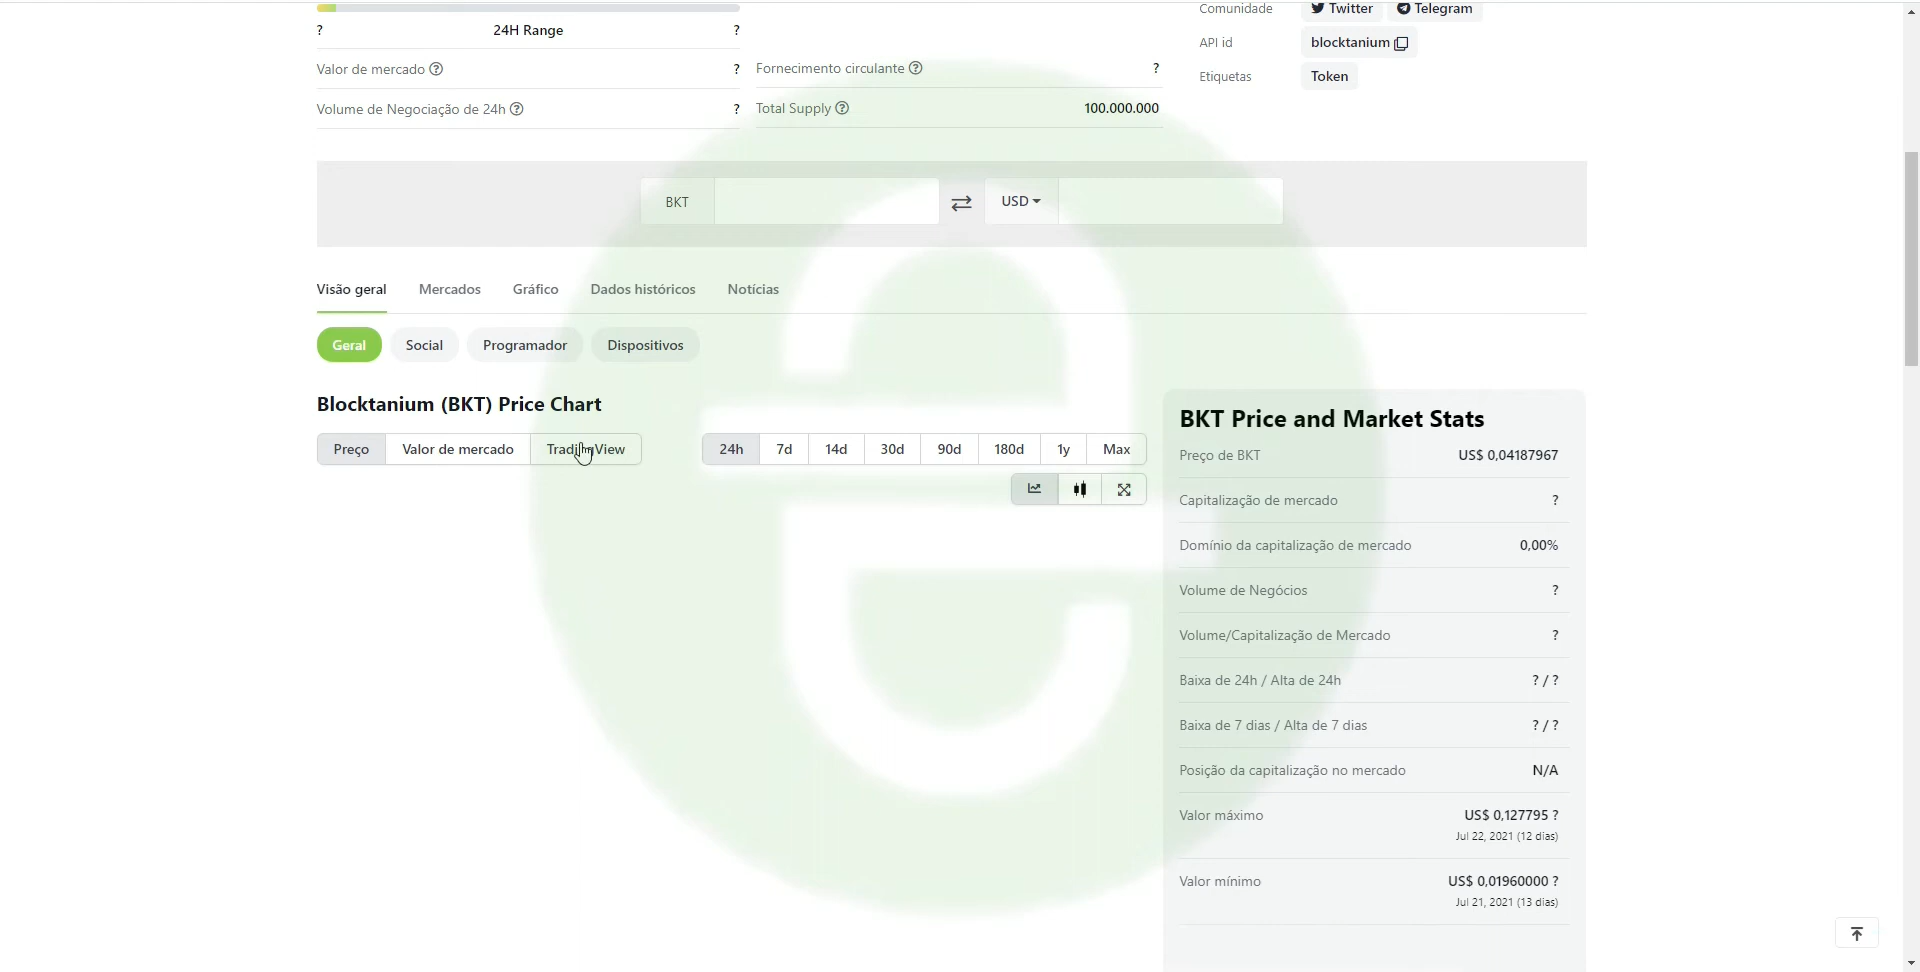 Comunidade Twitter Telegram
? 24H Range ?
API id blocktanium
Valor de mercado ?
Fornecimento circulante ?
Etiquetas Token
Volume de Negociação de 24h ?
Total Supply 100.000.000
BKT USD
Visão geral Mercados Gráfico Dados históricos Notícias
Geral Social Programador Dispositivos
Blocktanium (BKT) Price Chart
Preço Valor de mercado TradingView 24h 7d 14d 30d 90d 180d 1y Max
BKT Price and Market Stats
Preço de BKT US$ 0,04187967
Capitalização de mercado ?
Domínio da capitalização de mercado 0,00%
Volume de Negócios ?
Volume/Capitalização de Mercado ?
Baixa de 24h / Alta de 24h ? / ?
Baixa de 7 dias / Alta de 7 dias ? / ?
Posição da capitalização no mercado N/A
Valor máximo US$ 0,127795 ?
Jul 22, 2021 (12 dias)
Valor mínimo US$ 0,01960000 ?
Jul 21, 2021 (13 dias)